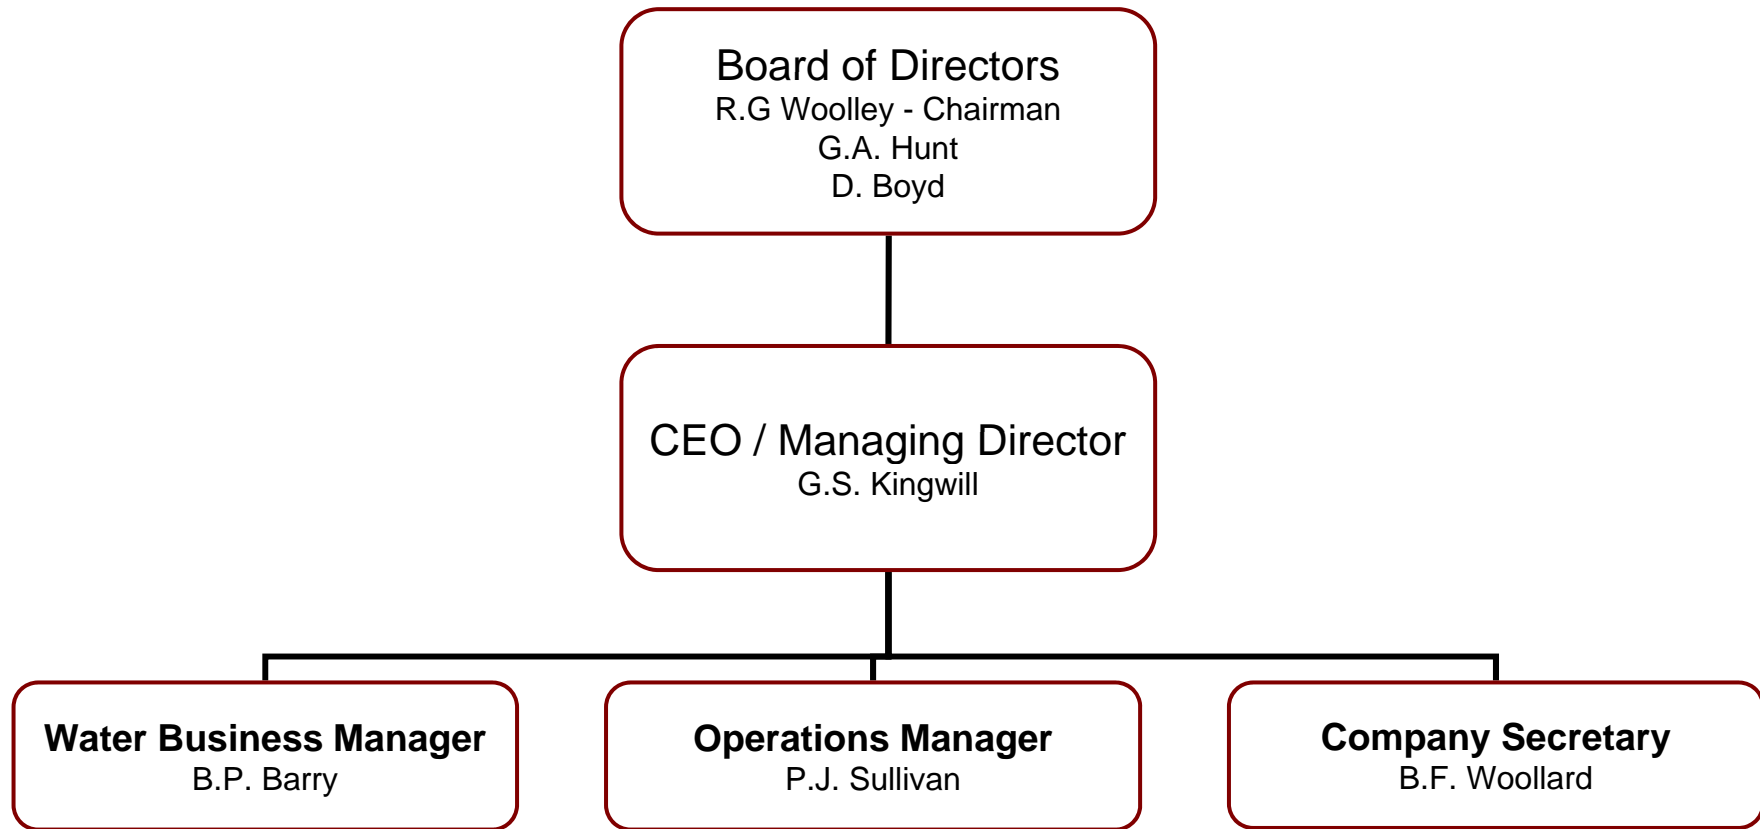 Board of Directors
R.G Woolley - Chairman
G.A. Hunt
D. Boyd
CEO / Managing Director
G.S. Kingwill
Water Business Manager
B.P. Barry
Operations Manager
P.J. Sullivan
Company Secretary
B.F. Woollard